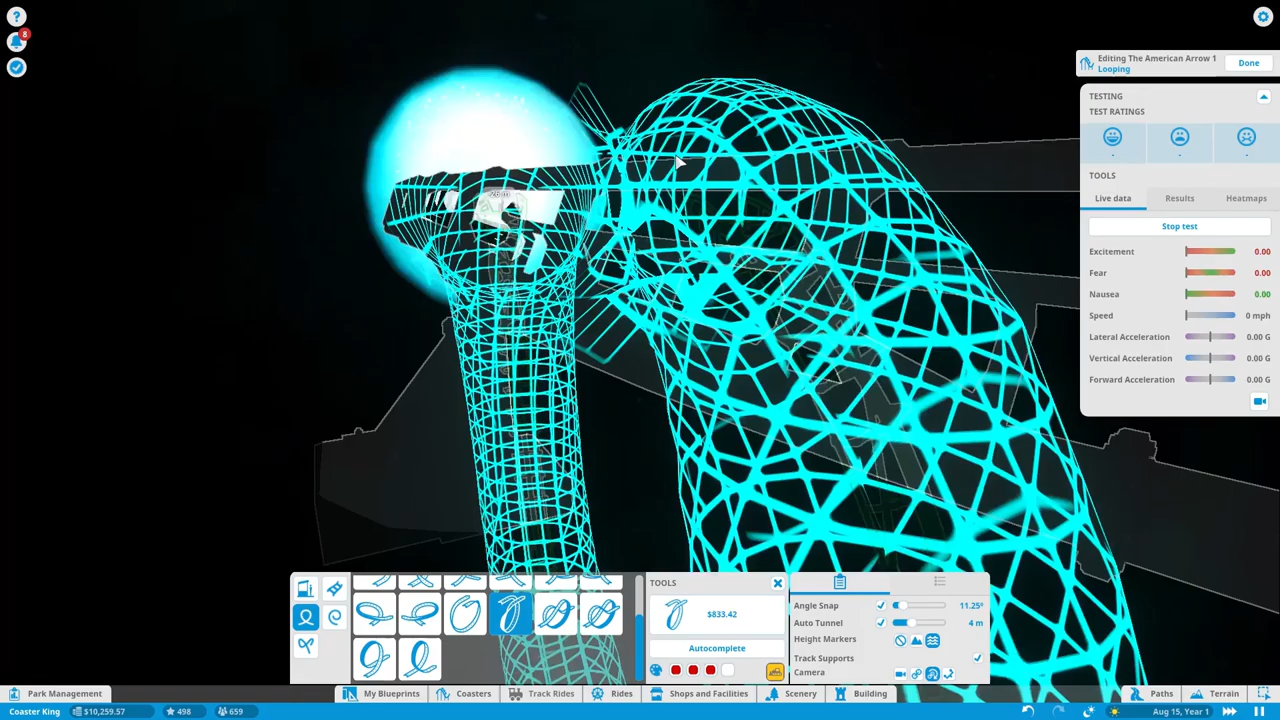 8
Editing The American Arrow 1
Looping
Done
TESTING
TEST RATINGS
-
-
-
TOOLS
Live data
Results
Heatmaps
Stop test
Excitement
0.00
Fear
0.00
Nausea
0.00
Speed
0 mph
Lateral Acceleration
0.00 G
Vertical Acceleration
0.00 G
Forward Acceleration
0.00 G
TOOLS
$833.42
Autocomplete
Angle Snap
11.25°
Auto Tunnel
4 m
Height Markers
Track Supports
Camera
Park Management
My Blueprints
Coasters
Track Rides
Rides
Shops and Facilities
Scenery
Building
Paths
Terrain
Coaster King
$10,259.57
498
659
Aug 15, Year 1